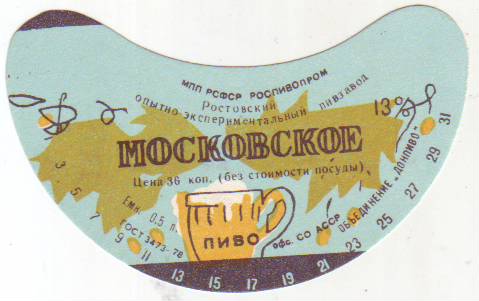 МПП РСФСР РОСПИВОПРОМ
Ростовский
опытно-экспериментальный пивзавод
13%
МОСКОВСКОЕ
Цена 36 коп. (без стоимости посуды)
Емк. 0,5 л.
ГОСТ 3473-78
ПИВО
офс. СО АССР
ОБЪЕДИНЕНИЕ „ДОНПИВО"
3 5 7 9 11 13 15 17 19 21 23 25 27 29 31